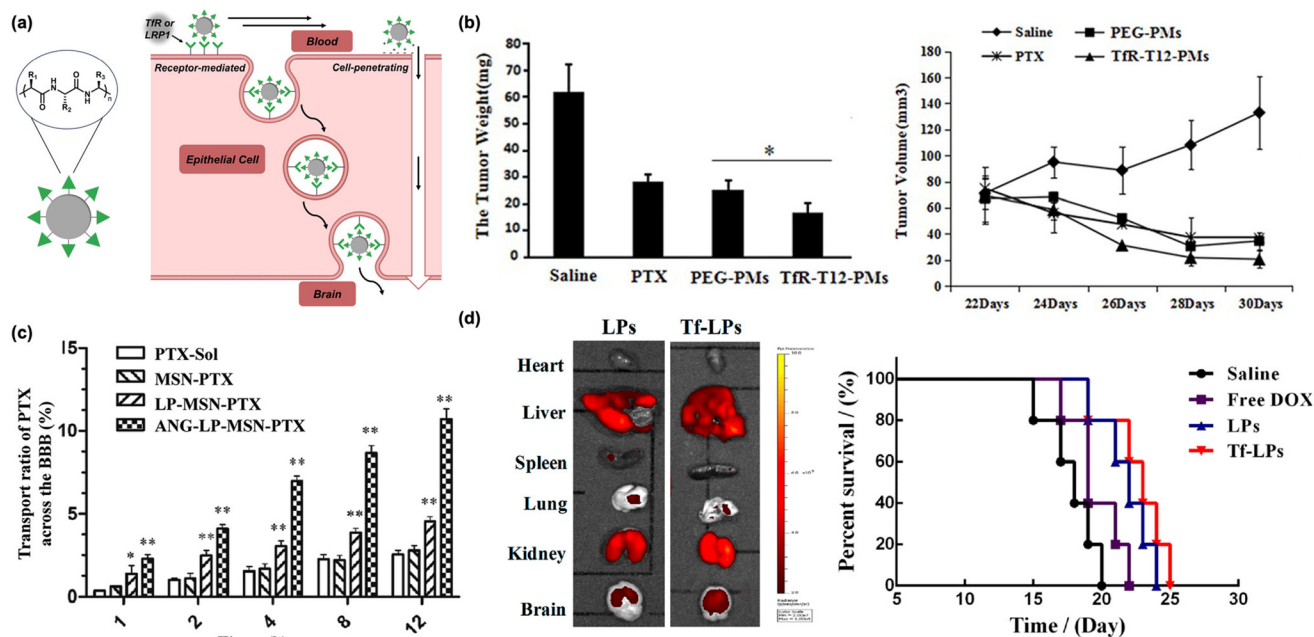 (a)
TfR or
LRP1
Blood
Receptor-mediated
Cell-penetrating
R1
R3
O
H
N
N
H
R2
O
n
Epithelial Cell
Brain
(b)
The Tumor Weight(mg)
70
60
50
40
30
20
10
0
*
Saline
PTX
PEG-PMs
TfR-T12-PMs
Saline
PEG-PMs
PTX
TfR-T12-PMs
Tumor Volume(mm3)
180
160
140
120
100
80
60
40
20
0
22Days
24Days
26Days
28Days
30Days
(c)
Transport ratio of PTX
across the BBB (%)
15
10
5
0
PTX-Sol
MSN-PTX
LP-MSN-PTX
ANG-LP-MSN-PTX
* **
** **
** **
** **
** **
1
2
4
8
12
(d)
LPs
Tf-LPs
Heart
Liver
Spleen
Lung
Kidney
Brain
Percent survival / (%)
100
80
60
40
20
0
Saline
Free DOX
LPs
Tf-LPs
5
10
15
20
25
30
Time / (Day)